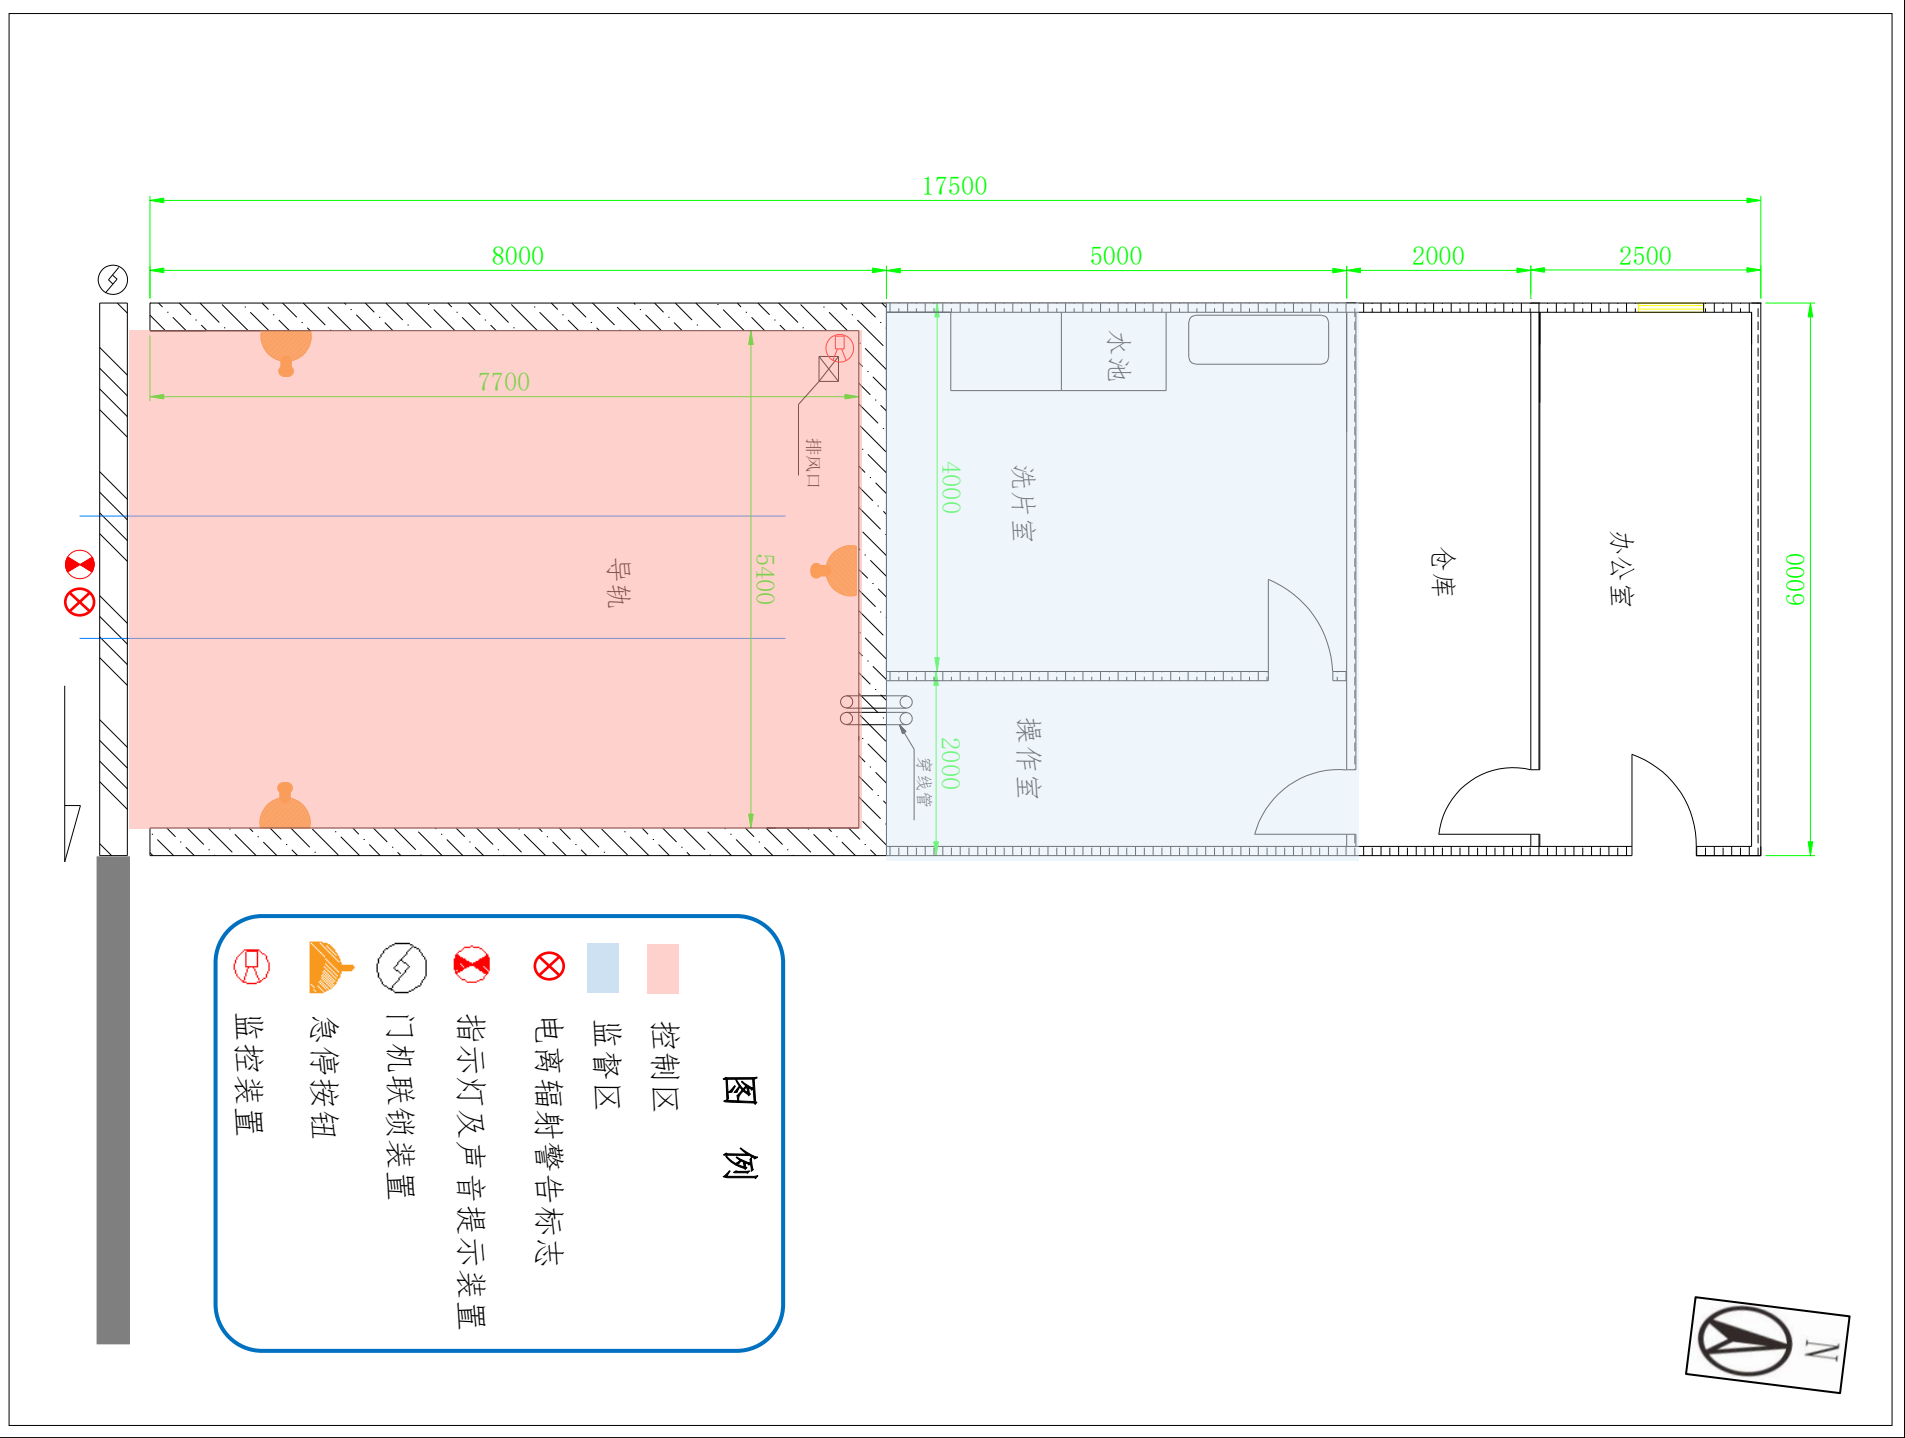 17500
8000
5000
2000
2500
7700
5400
4000
2000
6000
排风口
导轨
水池
洗片室
操作室
穿线管
仓库
办公室
图 例
控制区
监督区
电离辐射警告标志
指示灯及声音提示装置
门机联锁装置
急停按钮
监控装置
N